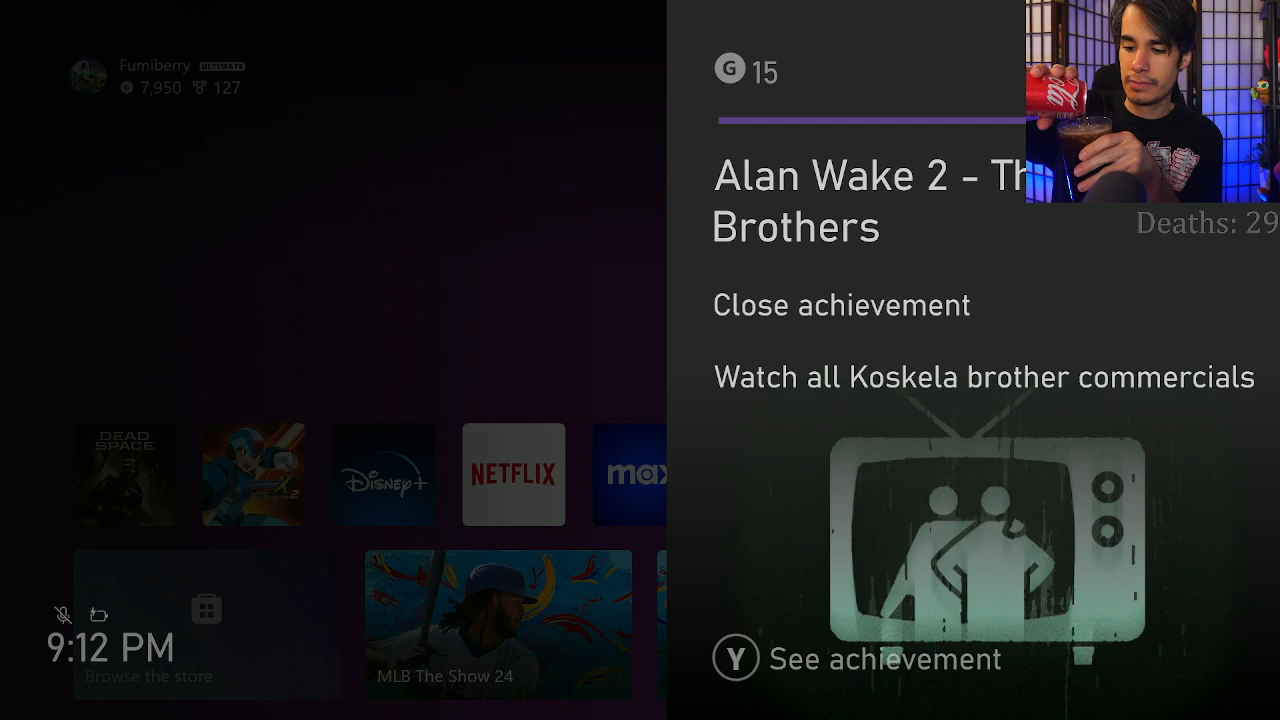 Fumiberry ULTIMATE
7,950 127
G 15
Alan Wake 2 - Th
Brothers
Deaths: 29
Close achievement
Watch all Koskela brother commercials
DEAD
SPACE
Disney+
NETFLIX
max
9:12 PM
Browse the store
MLB The Show 24
Y See achievement